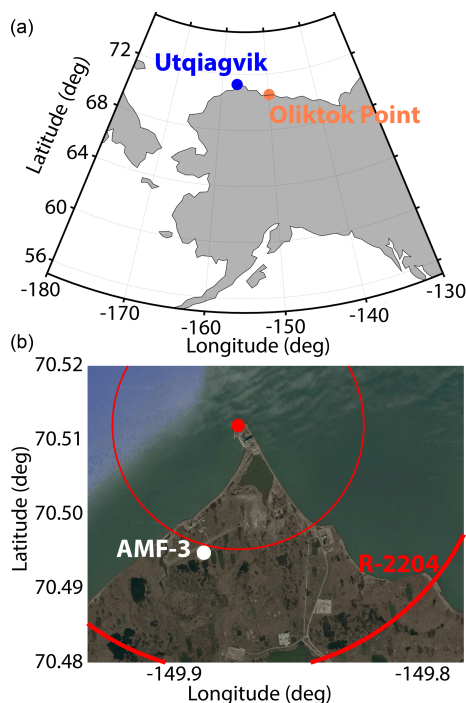 (a)
72
68
64
60
56
Latitude (deg)
Utqiagvik
Oliktok Point
-180
-170
-160
-150
-140
-130
Longitude (deg)
(b)
70.52
70.51
70.50
70.49
70.48
Latitude (deg)
AMF-3
R-2204
-149.9
-149.8
Longitude (deg)